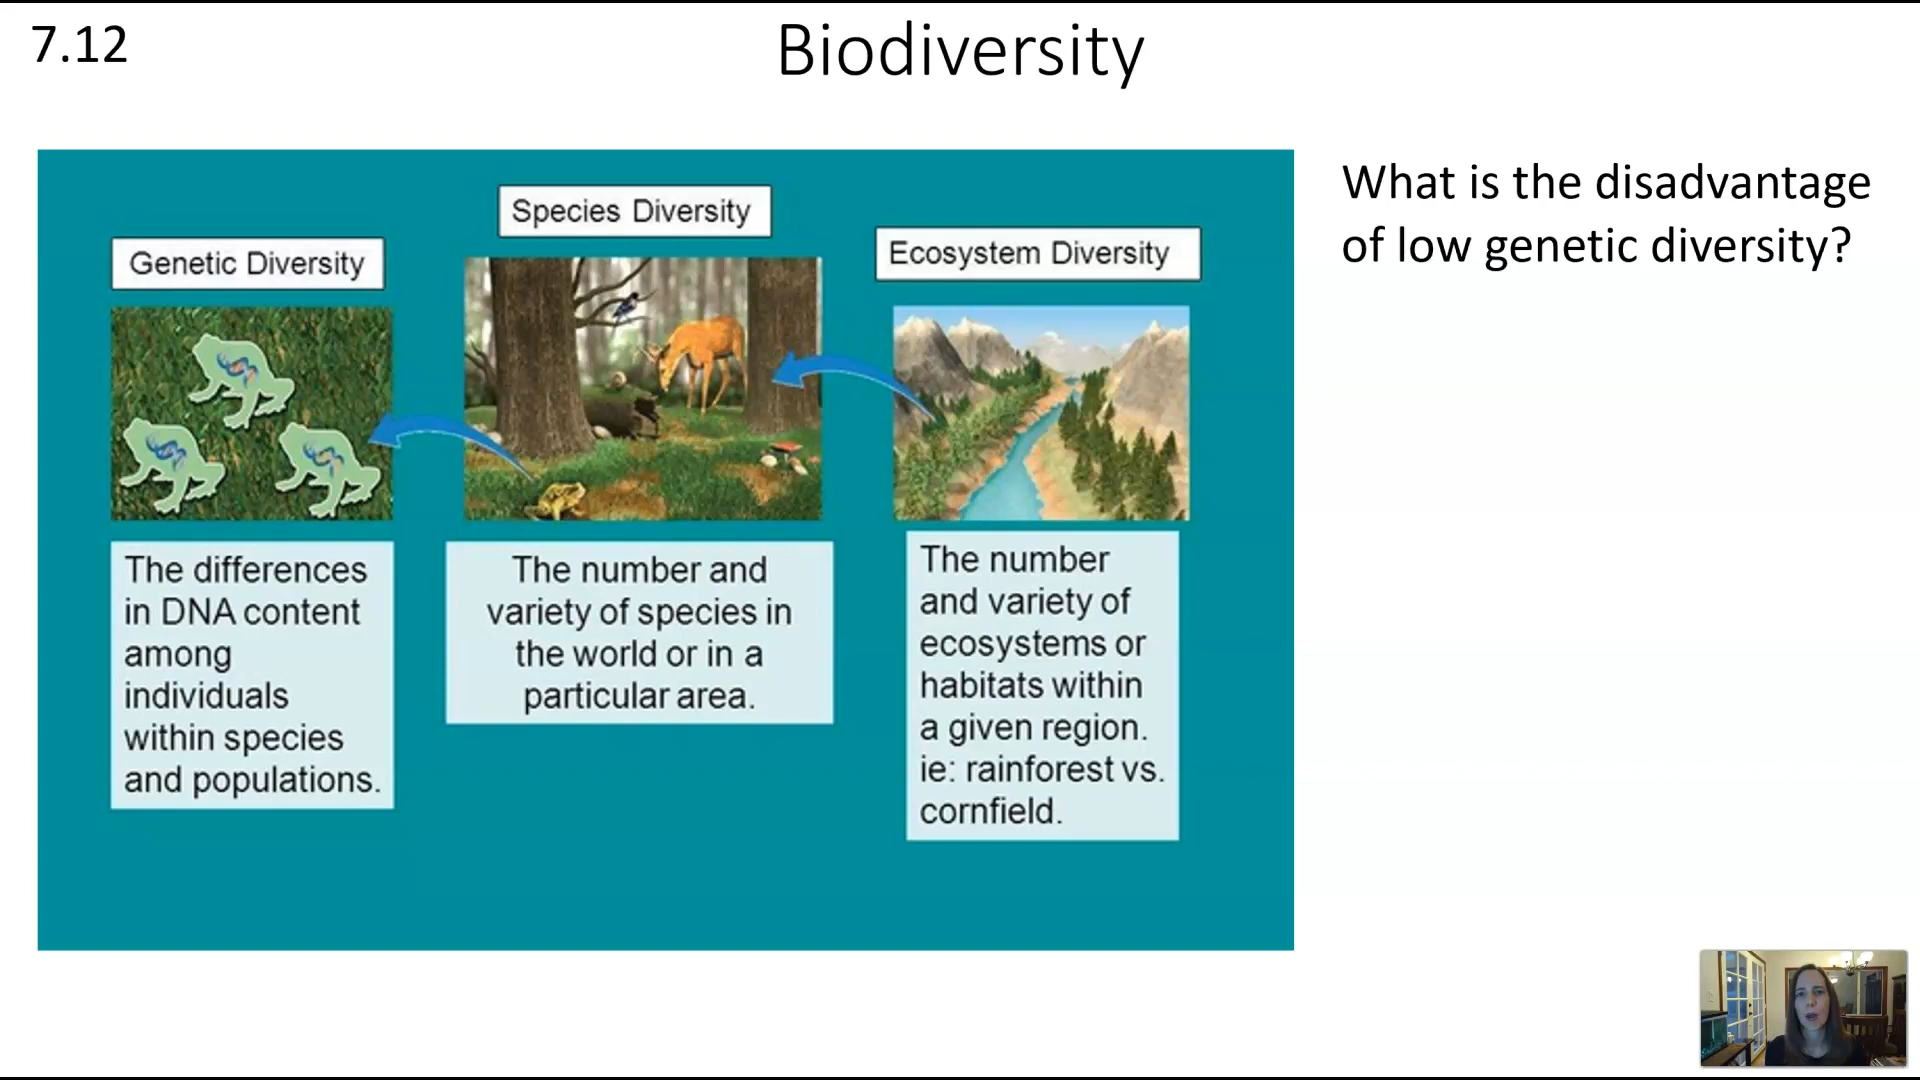 7.12
Biodiversity
Genetic Diversity
Species Diversity
Ecosystem Diversity
The differences
in DNA content
among
individuals
within species
and populations.
The number and
variety of species in
the world or in a
particular area.
The number
and variety of
ecosystems or
habitats within
a given region.
ie: rainforest vs.
cornfield.
What is the disadvantage
of low genetic diversity?